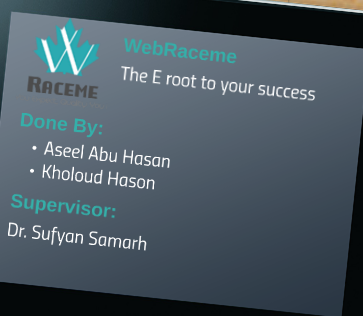 WebRaceme
The E root to your success
RACEME
Done By:
• Aseel Abu Hasan
• Kholoud Hason
Supervisor:
Dr. Sufyan Samarh